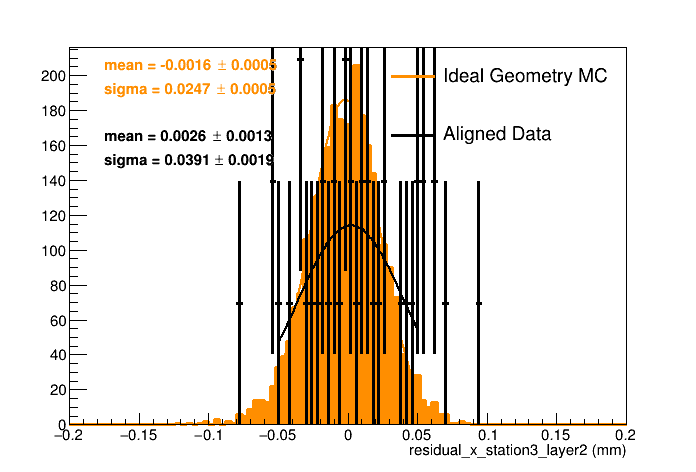 mean = -0.0016 ± 0.0005
sigma = 0.0247 ± 0.0005
mean = 0.0026 ± 0.0013
sigma = 0.0391 ± 0.0019
Ideal Geometry MC
Aligned Data
200
180
160
140
120
100
80
60
40
20
0
−0.2 −0.15 −0.1 −0.05 0 0.05 0.1 0.15 0.2
residual_x_station3_layer2 (mm)